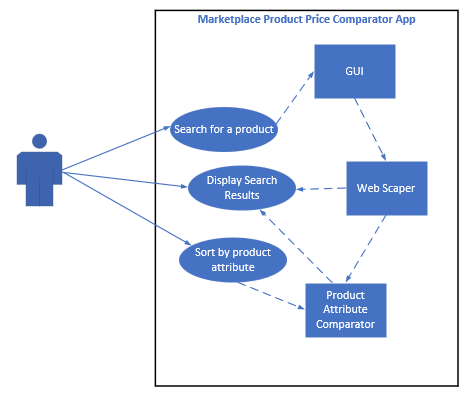 Marketplace Product Price Comparator App
GUI
Search for a product
Display Search
Results
Web Scaper
Sort by product
attribute
Product
Attribute
Comparator